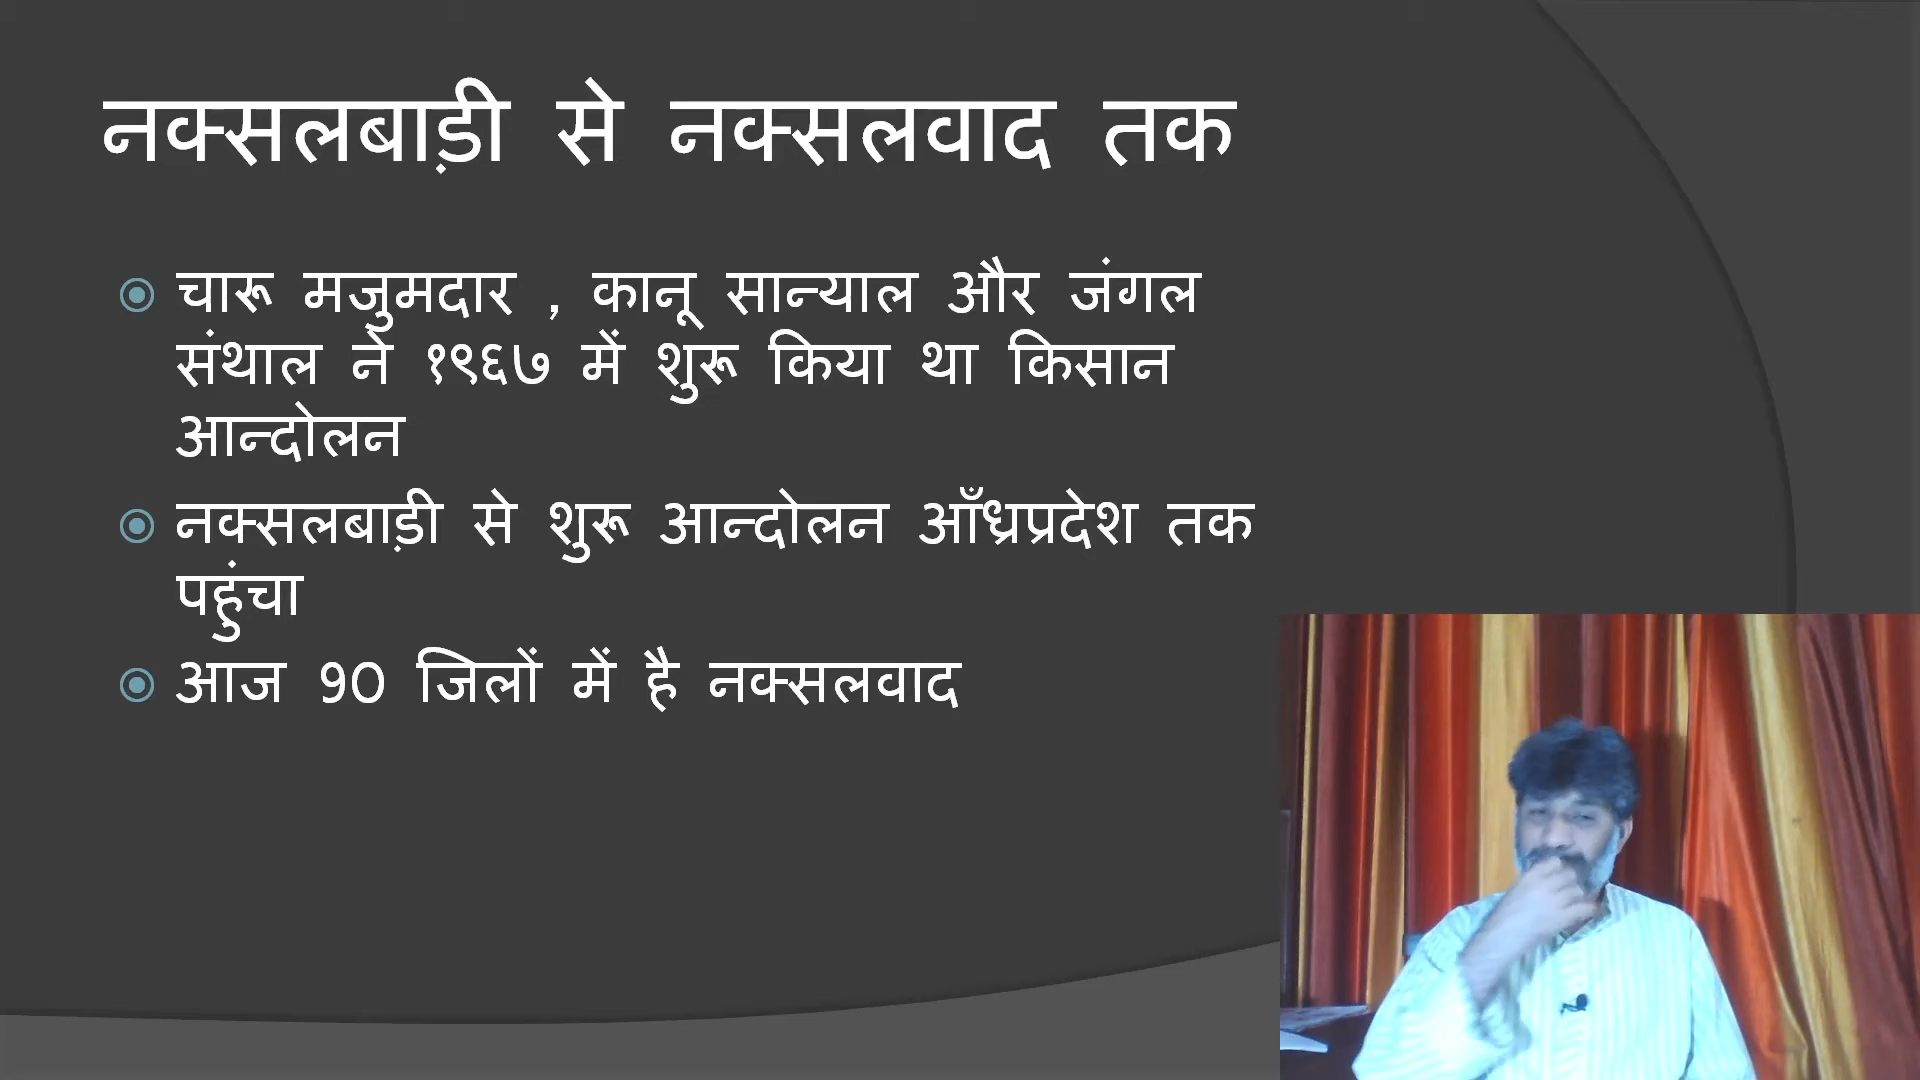 नक्सलबाड़ी से नक्सलवाद तक
चारू मजुमदार , कानू सान्याल और जंगल
संथाल ने १९६७ में शुरू किया था किसान
आन्दोलन
नक्सलबाड़ी से शुरू आन्दोलन आँध्रप्रदेश तक
पहुंचा
आज 90 जिलों में है नक्सलवाद